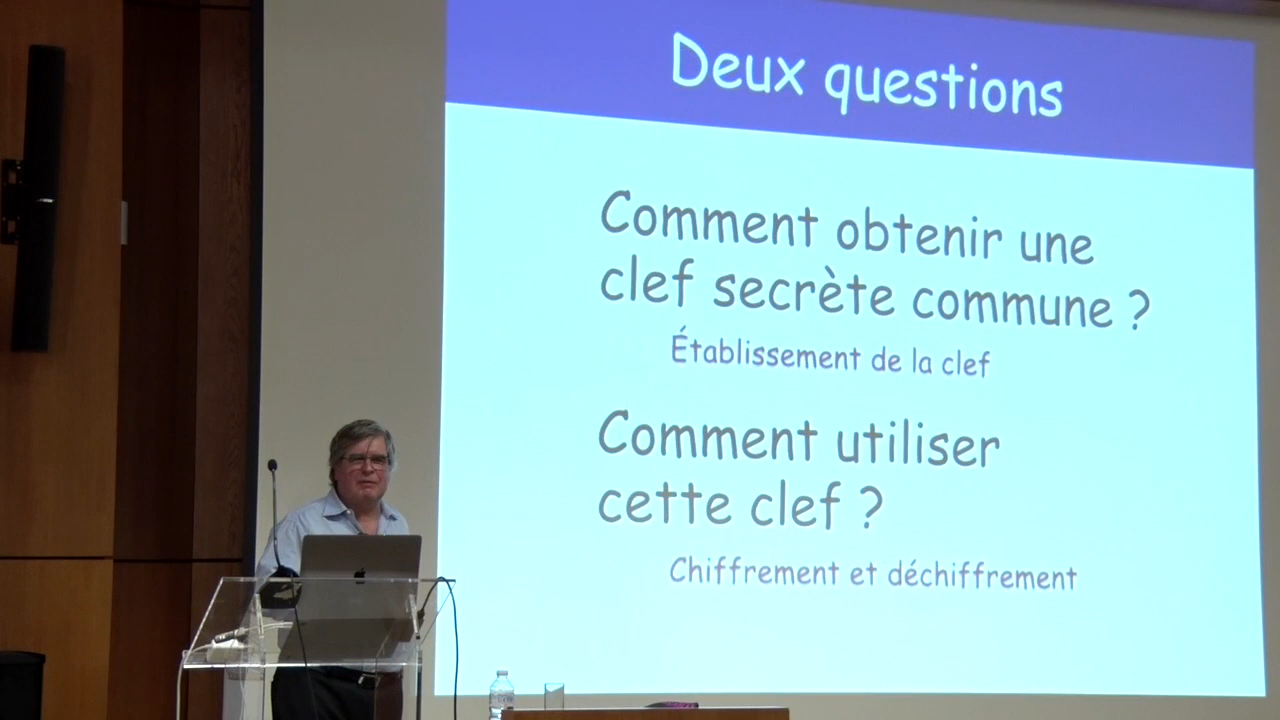 Deux questions
Comment obtenir une
clef secrète commune ?
Établissement de la clef
Comment utiliser
cette clef ?
Chiffrement et déchiffrement